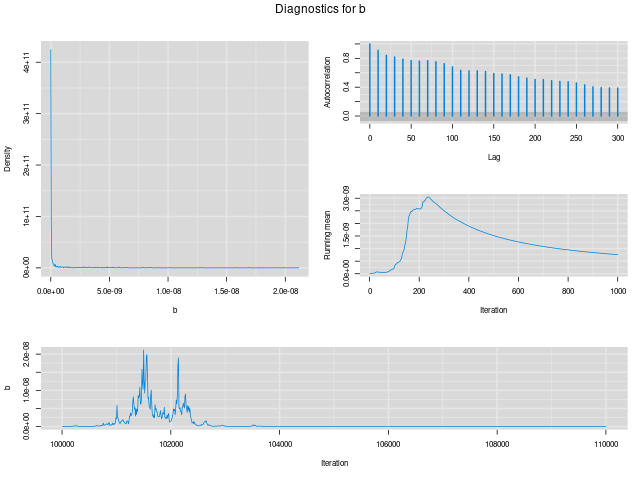 Diagnostics for b
Density
0e+00
1e+11
2e+11
3e+11
4e+11
0.0e+00 5.0e-09 1.0e-08 1.5e-08 2.0e-08
b
Autocorrelation
0.0 0.4 0.8
0 50 100 150 200 250 300
Lag
Running mean
0.0e+00 1.5e-09 3.0e-09
0 200 400 600 800 1000
Iteration
b
0.0e+00 1.0e-08 2.0e-08
100000 102000 104000 106000 108000 110000
Iteration